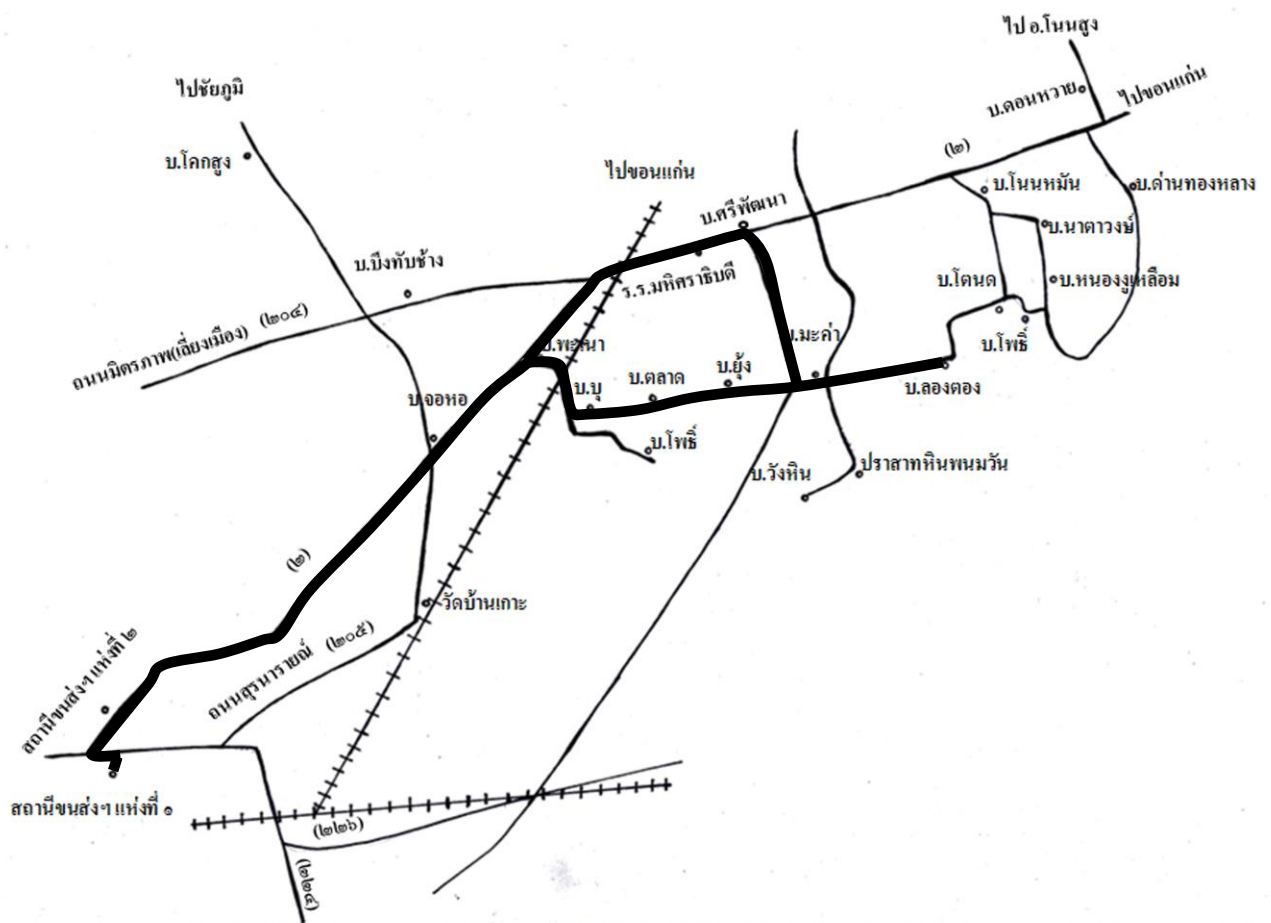 ไป อ.โนนสูง
บ.ดอนหวาย
ไปขอนแก่น
ไปชัยภูมิ
บ.โคกสูง
(๒)
ไปขอนแก่น
บ.โนนหมัน
บ.ด่านทองหลาง
บ.ศรีพัฒนา
บ.นาตาวงษ์
บ.บึงทับช้าง
ร.ร.มหิศราธิบดี
บ.โตนด
บ.หนองงูเหลือม
ถนนมิตรภาพ(เลี่ยงเมือง) (๒๐๔)
บ.พะเนา
บ.มะค่า
บ.โพธิ์
บ.ยุ้ง
บ.ตลาด
บ.บุ
บ.ลองตอง
บ.จอหอ
บ.โพธิ์
บ.วังหิน
ปราสาทหินพนมวัน
(๒)
วัดบ้านเกาะ
ถนนสุรนารายณ์ (๒๐๕)
สถานีขนส่งฯ แห่งที่ ๒
สถานีขนส่งฯ แห่งที่ ๑
(๒๒๖)
(๒๒๔)